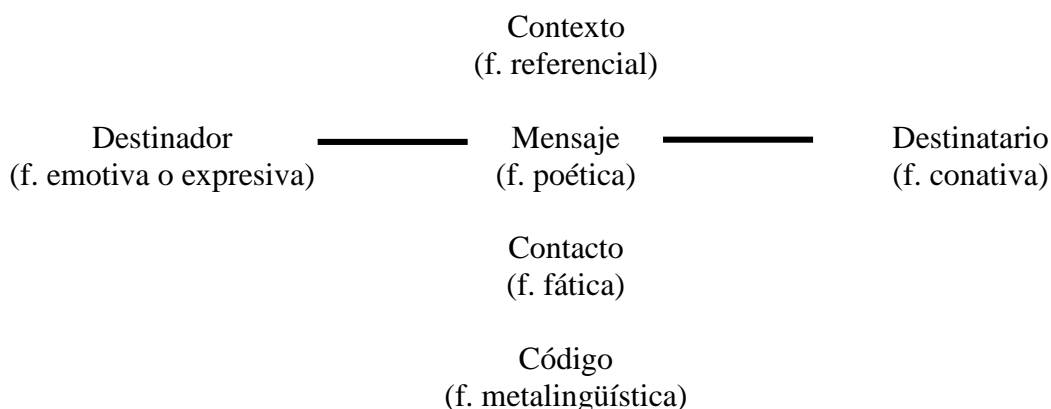 Contexto
(f. referencial)
Destinador Mensaje Destinatario
(f. emotiva o expresiva) (f. poética) (f. conativa)
Contacto
(f. fática)
Código
(f. metalingüística)